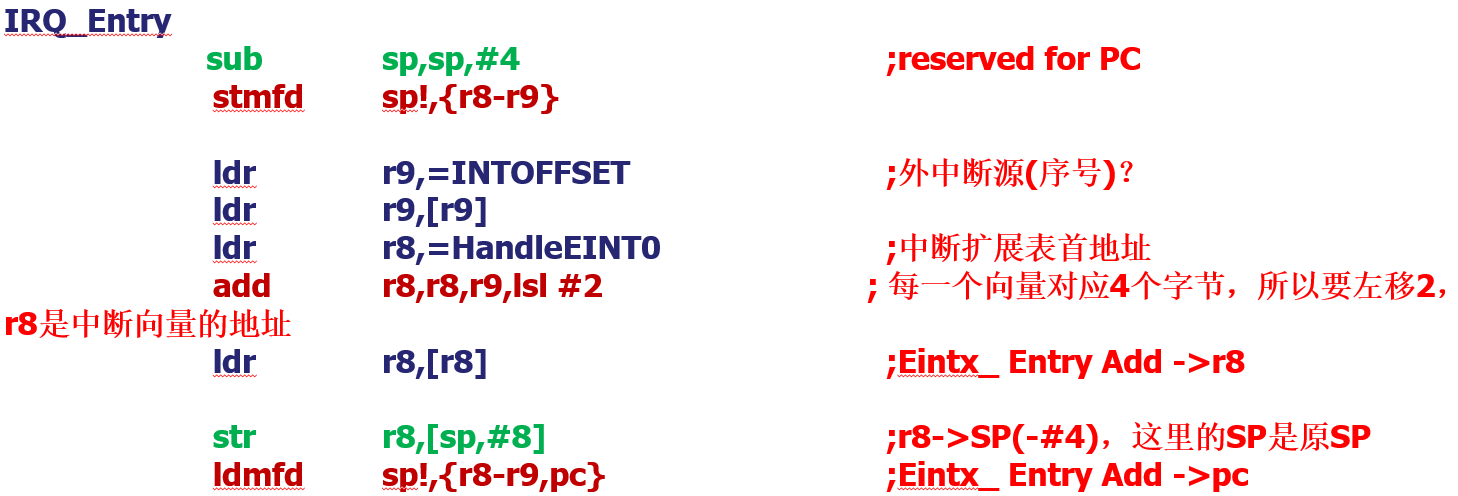 IRQ_Entry
sub sp,sp,#4 ;reserved for PC
stmfd sp!,{r8-r9}
ldr r9,=INTOFFSET ;外中断源(序号)?
ldr r9,[r9]
ldr r8,=HandleEINT0 ;中断扩展表首地址
add r8,r8,r9,lsl #2 ; 每一个向量对应4个字节，所以要左移2，
r8是中断向量的地址
ldr r8,[r8] ;Eintx_ Entry Add ->r8
str r8,[sp,#8] ;r8->SP(-#4)，这里的SP是原SP
ldmfd sp!,{r8-r9,pc} ;Eintx_ Entry Add ->pc